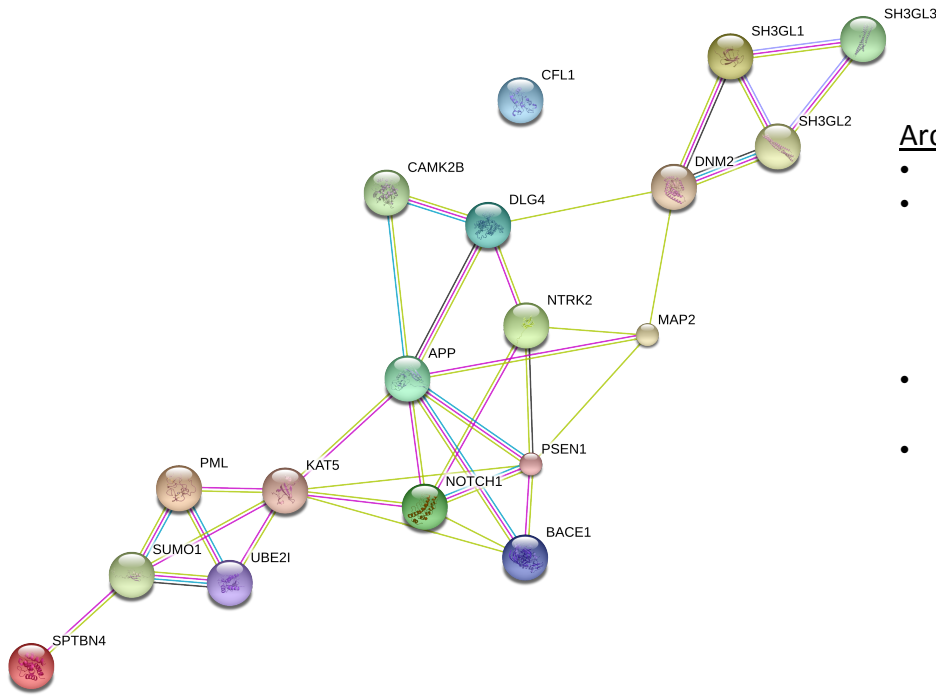 SH3GL3
SH3GL1
CFL1
SH3GL2
DNM2
CAMK2B
DLG4
NTRK2
MAP2
APP
PSEN1
KAT5
PML
NOTCH1
BACE1
SUMO1
UBE2I
SPTBN4
•
•
•
•